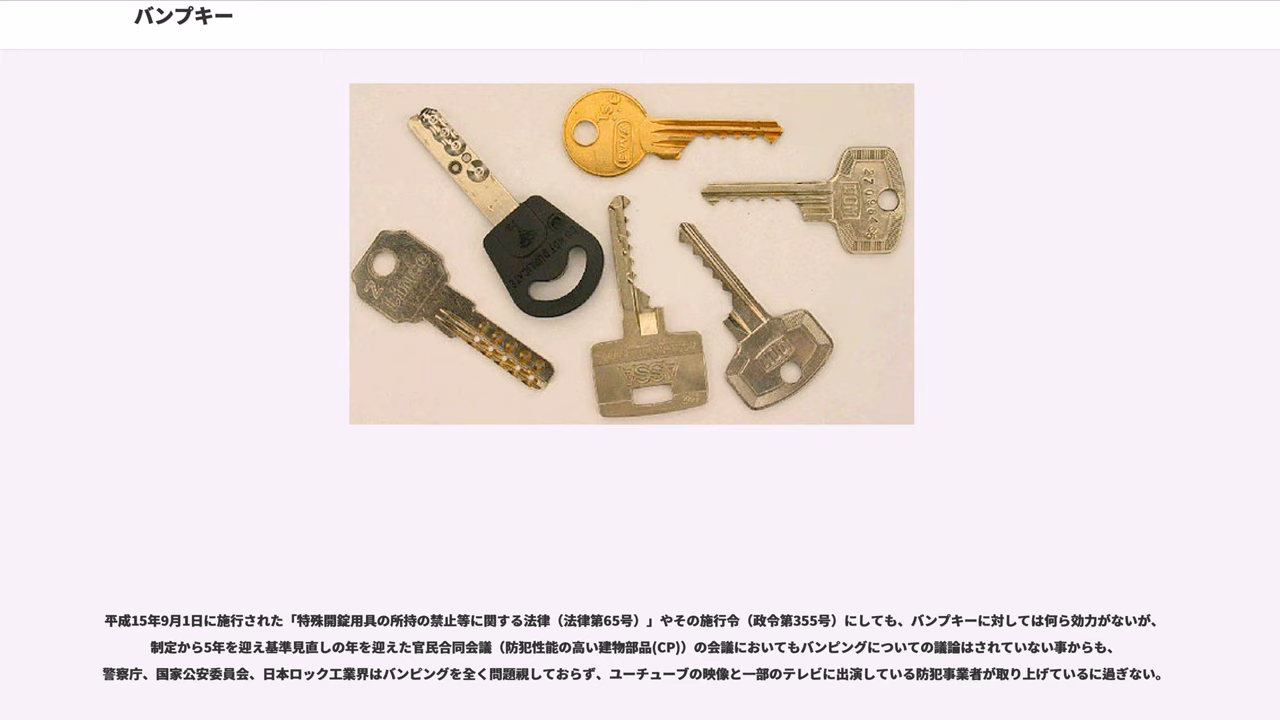 バンプキー
27 0964
ISS
平成15年9月1日に施行された「特殊開錠用具の所持の禁止等に関する法律（法律第65号）」やその施行令（政令第355号）にしても、バンプキーに対しては何ら効力がないが、
制定から5年を迎え基準見直しの年を迎えた官民合同会議（防犯性能の高い建物部品(CP)）の会議においてもバンピングについての議論はされていない事からも、
警察庁、国家公安委員会、日本ロック工業界はバンピングを全く問題視しておらず、ユーチューブの映像と一部のテレビに出演している防犯事業者が取り上げているに過ぎない。